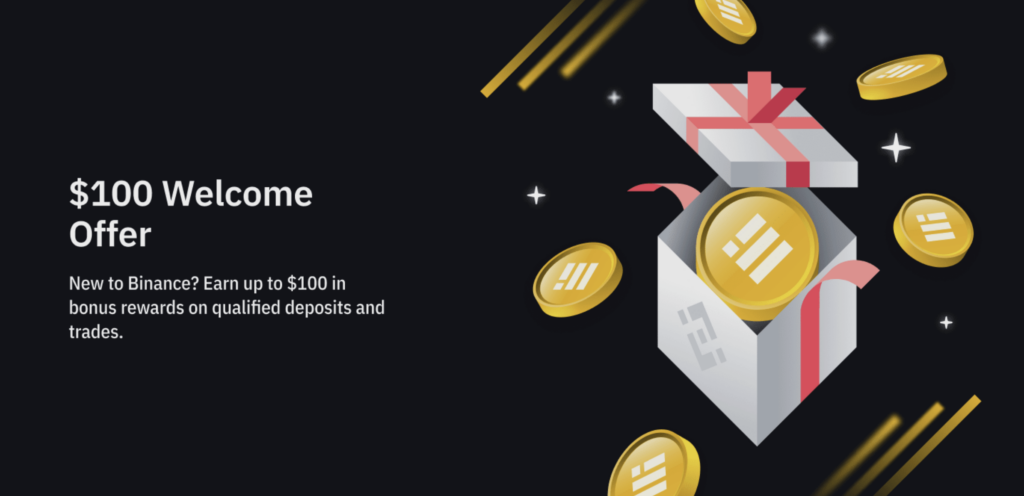 $100 Welcome
Offer
New to Binance? Earn up to $100 in
bonus rewards on qualified deposits and
trades.